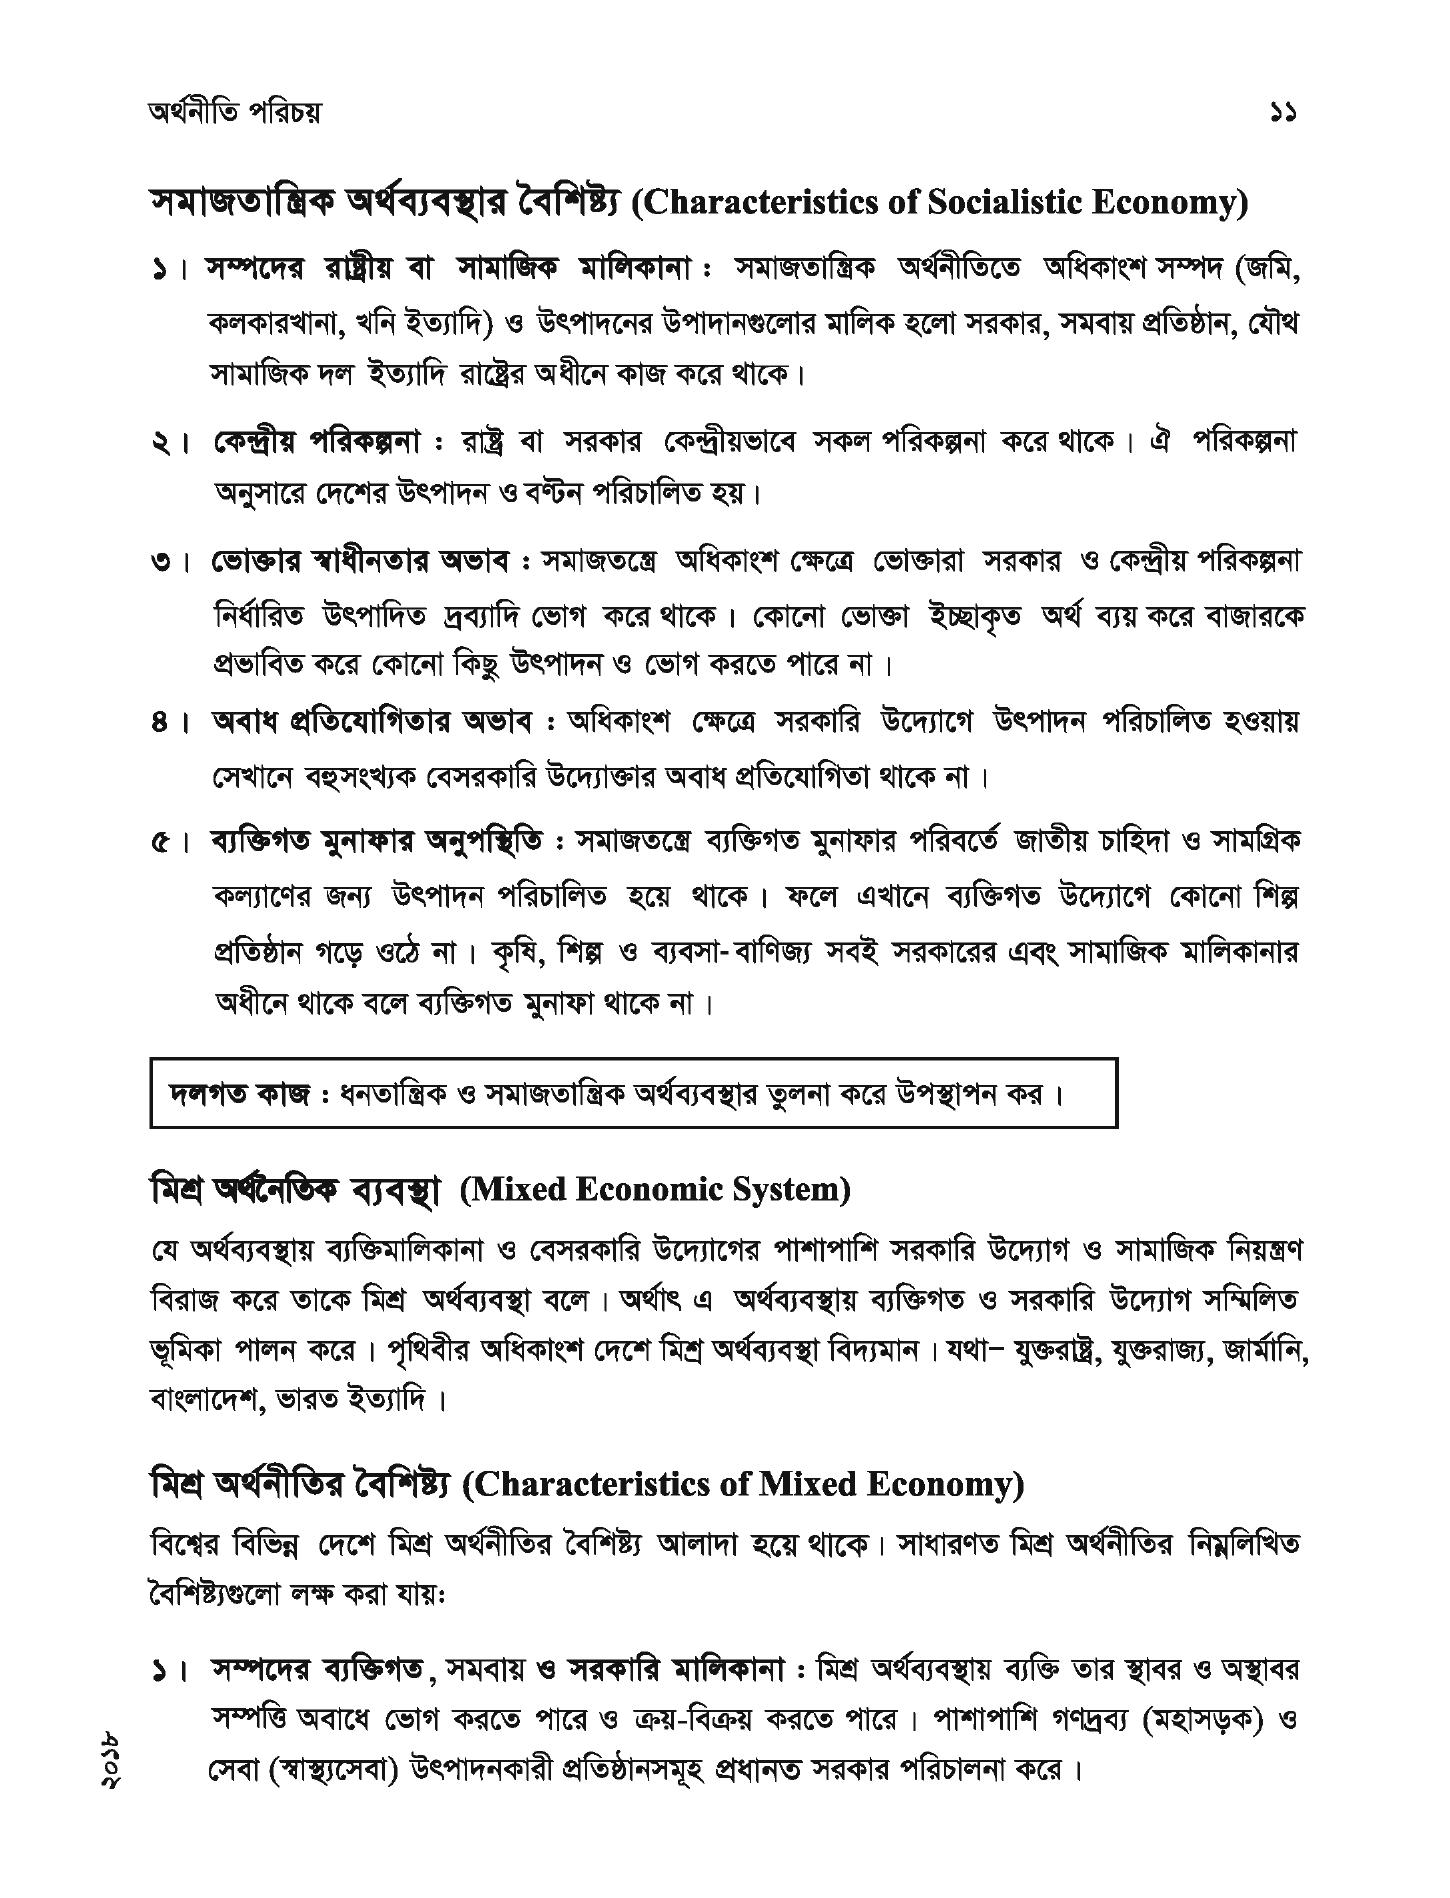 অর্থনীতি পরিচয়
১১
সমাজতান্ত্রিক অর্থব্যবস্থার বৈশিষ্ট্য (Characteristics of Socialistic Economy)
১। সম্পদের রাষ্ট্রীয় বা সামাজিক মালিকানা : সমাজতান্ত্রিক অর্থনীতিতে অধিকাংশ সম্পদ (জমি,
কলকারখানা, খনি ইত্যাদি) ও উৎপাদনের উপাদানগুলোর মালিক হলো সরকার, সমবায় প্রতিষ্ঠান, যৌথ
সামাজিক দল ইত্যাদি রাষ্ট্রের অধীনে কাজ করে থাকে।
২। কেন্দ্রীয় পরিকল্পনা : রাষ্ট্র বা সরকার কেন্দ্রীয়ভাবে সকল পরিকল্পনা করে থাকে। ঐ পরিকল্পনা
অনুসারে দেশের উৎপাদন ও বণ্টন পরিচালিত হয়।
৩। ভোক্তার স্বাধীনতার অভাব : সমাজতন্ত্রে অধিকাংশ ক্ষেত্রে ভোক্তারা সরকার ও কেন্দ্রীয় পরিকল্পনা
নির্ধারিত উৎপাদিত দ্রব্যাদি ভোগ করে থাকে। কোনো ভোক্তা ইচ্ছাকৃত অর্থ ব্যয় করে বাজারকে
প্রভাবিত করে কোনো কিছু উৎপাদন ও ভোগ করতে পারে না।
৪। অবাধ প্রতিযোগিতার অভাব : অধিকাংশ ক্ষেত্রে সরকারি উদ্যোগে উৎপাদন পরিচালিত হওয়ায়
সেখানে বহুসংখ্যক বেসরকারি উদ্যোক্তার অবাধ প্রতিযোগিতা থাকে না।
৫। ব্যক্তিগত মুনাফার অনুপস্থিতি : সমাজতন্ত্রে ব্যক্তিগত মুনাফার পরিবর্তে জাতীয় চাহিদা ও সামগ্রিক
কল্যাণের জন্য উৎপাদন পরিচালিত হয়ে থাকে। ফলে এখানে ব্যক্তিগত উদ্যোগে কোনো শিল্প
প্রতিষ্ঠান গড়ে ওঠে না। কৃষি, শিল্প ও ব্যবসা-বাণিজ্য সবই সরকারের এবং সামাজিক মালিকানার
অধীনে থাকে বলে ব্যক্তিগত মুনাফা থাকে না।
দলগত কাজ : ধনতান্ত্রিক ও সমাজতান্ত্রিক অর্থব্যবস্থার তুলনা করে উপস্থাপন কর।
মিশ্র অর্থনৈতিক ব্যবস্থা (Mixed Economic System)
যে অর্থব্যবস্থায় ব্যক্তিমালিকানা ও বেসরকারি উদ্যোগের পাশাপাশি সরকারি উদ্যোগ ও সামাজিক নিয়ন্ত্রণ
বিরাজ করে তাকে মিশ্র অর্থব্যবস্থা বলে। অর্থাৎ এ অর্থব্যবস্থায় ব্যক্তিগত ও সরকারি উদ্যোগ সম্মিলিত
ভূমিকা পালন করে। পৃথিবীর অধিকাংশ দেশে মিশ্র অর্থব্যবস্থা বিদ্যমান। যথা– যুক্তরাষ্ট্র, যুক্তরাজ্য, জার্মানি,
বাংলাদেশ, ভারত ইত্যাদি।
মিশ্র অর্থনীতির বৈশিষ্ট্য (Characteristics of Mixed Economy)
বিশ্বের বিভিন্ন দেশে মিশ্র অর্থনীতির বৈশিষ্ট্য আলাদা হয়ে থাকে। সাধারণত মিশ্র অর্থনীতির নিম্নলিখিত
বৈশিষ্ট্যগুলো লক্ষ করা যায়:
১। সম্পদের ব্যক্তিগত, সমবায় ও সরকারি মালিকানা : মিশ্র অর্থব্যবস্থায় ব্যক্তি তার স্থাবর ও অস্থাবর
সম্পত্তি অবাধে ভোগ করতে পারে ও ক্রয়-বিক্রয় করতে পারে। পাশাপাশি গণদ্রব্য (মহাসড়ক) ও
সেবা (স্বাস্থ্যসেবা) উৎপাদনকারী প্রতিষ্ঠানসমূহ প্রধানত সরকার পরিচালনা করে।
২০১৮